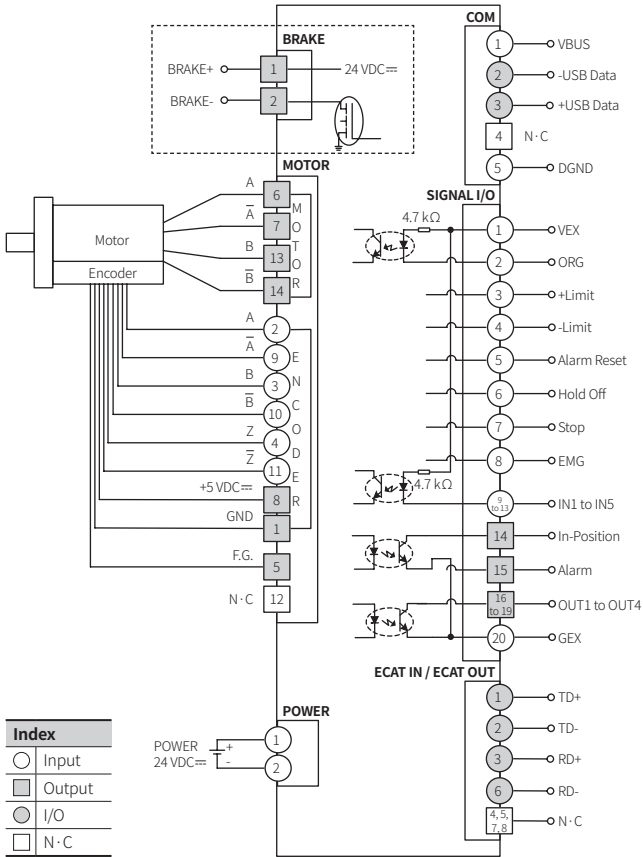 COM
1 VBUS
2 -USB Data
3 +USB Data
4 N·C
5 DGND
BRAKE
BRAKE+ 1 24 VDC⎓
BRAKE- 2
MOTOR
Motor
Encoder
A 6
A̅ 7
B 13
B̅ 14
MOTOR
A 2
A̅ 9
B 3
B̅ 10
Z 4
Z̅ 11
+5 VDC⎓ 8
GND 1
ENCODER
F.G. 5
N·C 12
SIGNAL I/O
4.7 kΩ
1 VEX
2 ORG
3 +Limit
4 -Limit
5 Alarm Reset
6 Hold Off
7 Stop
8 EMG
4.7 kΩ
9 to 13 IN1 to IN5
14 In-Position
15 Alarm
16 to 19 OUT1 to OUT4
20 GEX
ECAT IN / ECAT OUT
1 TD+
2 TD-
3 RD+
6 RD-
4, 5, 7, 8 N·C
POWER
POWER + 1
24 VDC⎓ - 2
Index
Input
Output
I/O
N·C